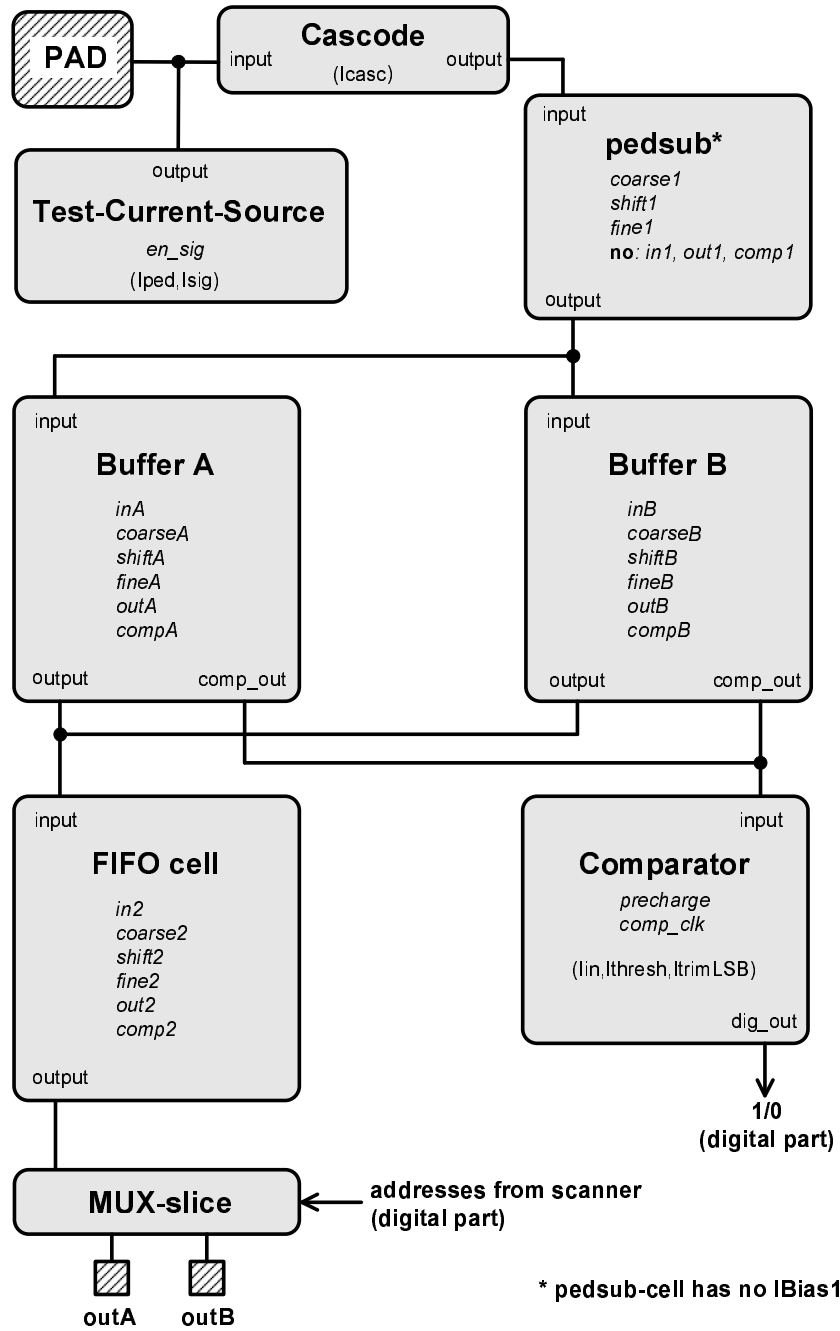 PAD
Cascode
input
output
(Icasc)
input
pedsub*
coarse1
shift1
fine1
no: in1, out1, comp1
output
output
Test-Current-Source
en_sig
(Iped,Isig)
input
Buffer A
inA
coarseA
shiftA
fineA
outA
compA
output
comp_out
input
Buffer B
inB
coarseB
shiftB
fineB
outB
compB
output
comp_out
input
FIFO cell
in2
coarse2
shift2
fine2
out2
comp2
output
input
Comparator
precharge
comp_clk
(Iin,Ithresh,ItrimLSB)
dig_out
1/0
(digital part)
MUX-slice
addresses from scanner
(digital part)
outA
outB
* pedsub-cell has no IBias1